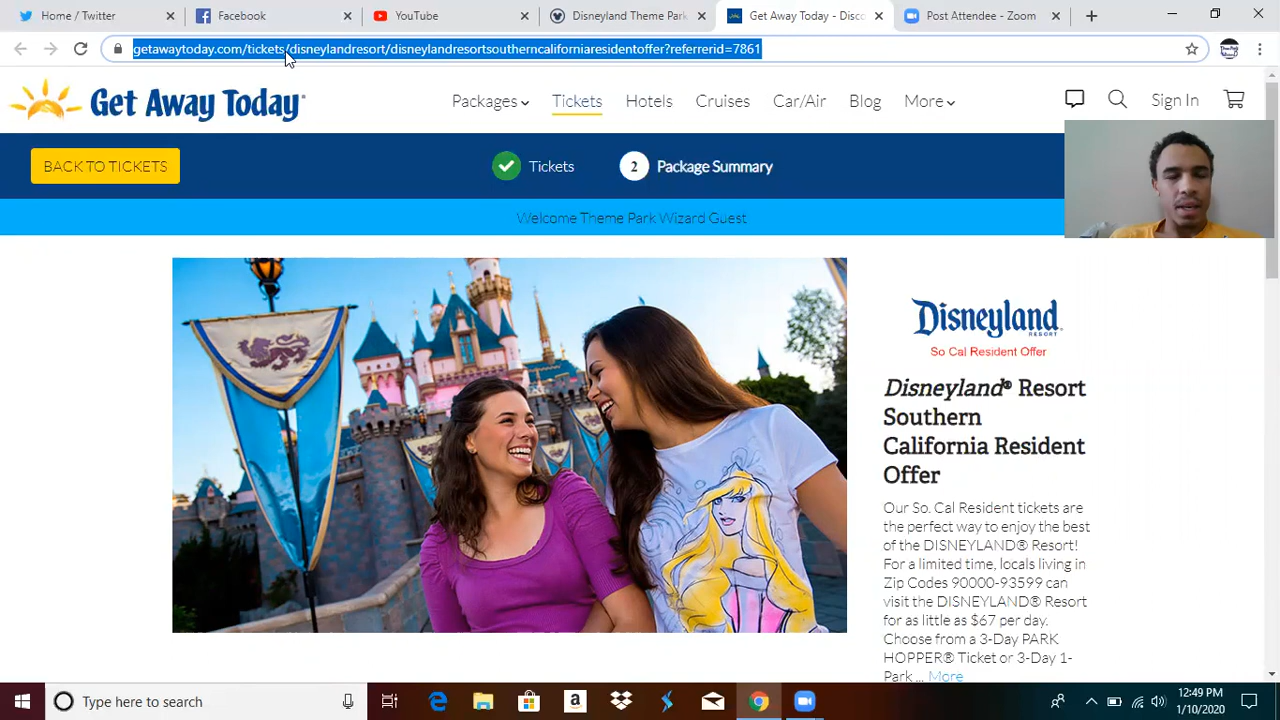 Home / Twitter
Facebook
YouTube
Disneyland Theme Park
Get Away Today - Disco
Post Attendee - Zoom
getawaytoday.com/tickets/disneylandresort/disneylandresortsoutherncaliforniaresidentoffer?referrerid=7861
Get Away Today
Packages
Tickets
Hotels
Cruises
Car/Air
Blog
More
Sign In
BACK TO TICKETS
Tickets
2
Package Summary
Welcome Theme Park Wizard Guest
Disneyland
RESORT
So Cal Resident Offer
Disneyland® Resort
Southern
California Resident
Offer
Our So. Cal Resident tickets are
the perfect way to enjoy the best
of the DISNEYLAND® Resort!
For a limited time, locals living in
Zip Codes 90000-93599 can
visit the DISNEYLAND® Resort
for as little as $67 per day.
Choose from a 3-Day PARK
HOPPER® Ticket or 3-Day 1-
Park ... More
Type here to search
12:49 PM
1/10/2020